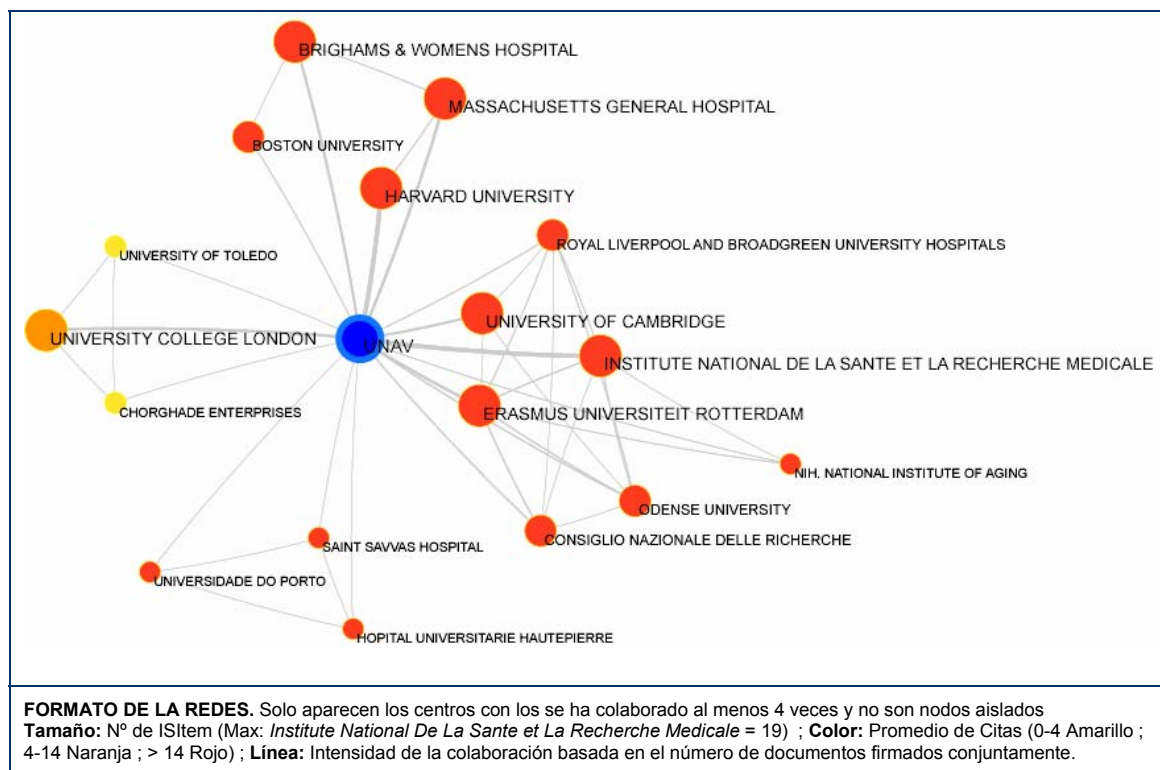 BRIGHAMS & WOMENS HOSPITAL
MASSACHUSETTS GENERAL HOSPITAL
BOSTON UNIVERSITY
HARVARD UNIVERSITY
ROYAL LIVERPOOL AND BROADGREEN UNIVERSITY HOSPITALS
UNIVERSITY OF TOLEDO
UNIVERSITY OF CAMBRIDGE
UNIVERSITY COLLEGE LONDON
UNAV
INSTITUTE NATIONAL DE LA SANTE ET LA RECHERCHE MEDICALE
CHORGHADE ENTERPRISES
ERASMUS UNIVERSITEIT ROTTERDAM
NIH. NATIONAL INSTITUTE OF AGING
ODENSE UNIVERSITY
CONSIGLIO NAZIONALE DELLE RICHERCHE
SAINT SAVVAS HOSPITAL
UNIVERSIDADE DO PORTO
HOPITAL UNIVERSITARIE HAUTEPIERRE
FORMATO DE LA REDES. Solo aparecen los centros con los se ha colaborado al menos 4 veces y no son nodos aislados
Tamaño: Nº de ISItem (Max: Institute National De La Sante et La Recherche Medicale = 19) ; Color: Promedio de Citas (0-4 Amarillo ;
4-14 Naranja ; > 14 Rojo) ; Línea: Intensidad de la colaboración basada en el número de documentos firmados conjuntamente.